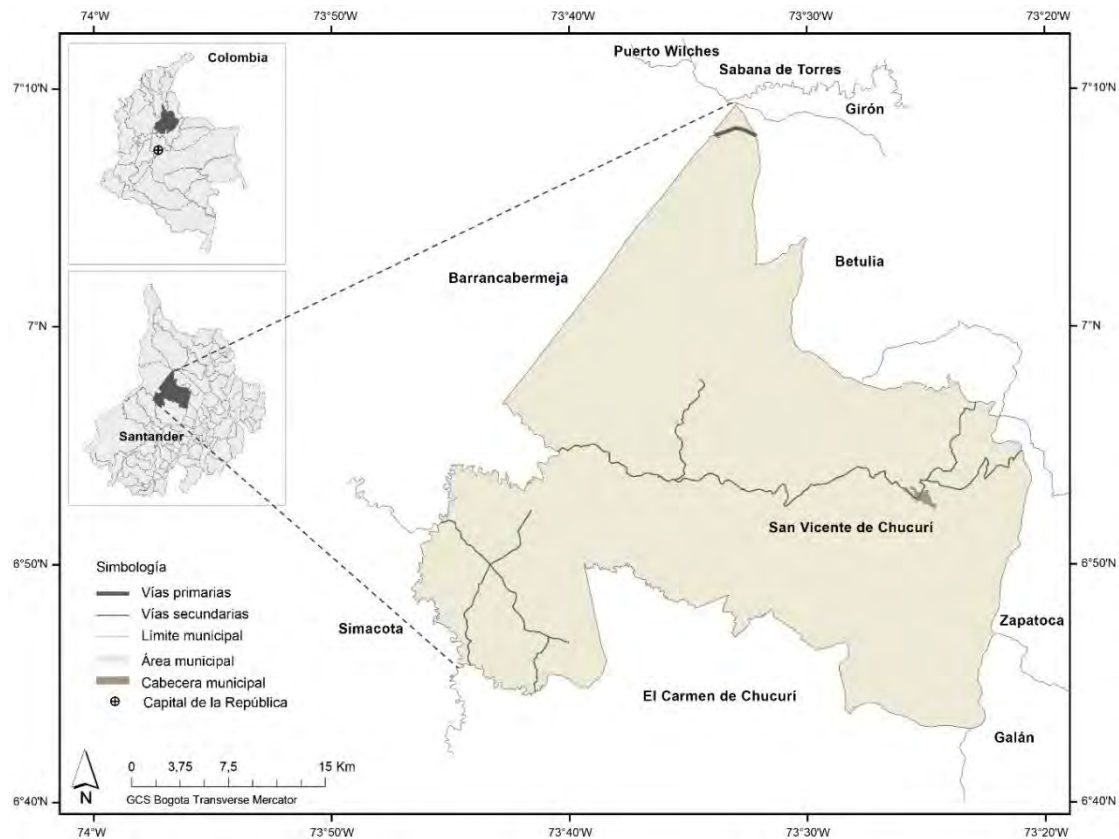 74°W
73°50'W
73°40'W
73°30'W
73°20'W
Colombia
Puerto Wilches
Sabana de Torres
7°10'N
7°10'N
Girón
Betulia
Barrancabermeja
7°N
7°N
Santander
San Vicente de Chucurí
6°50'N
6°50'N
Simbología
Vías primarias
Vías secundarias
Límite municipal
Área municipal
Cabecera municipal
Capital de la República
Simacota
Zapatoca
El Carmen de Chucurí
Galán
0 3,75 7,5 15 Km
N
GCS Bogota Transverse Mercator
6°40'N
6°40'N
74°W
73°50'W
73°40'W
73°30'W
73°20'W